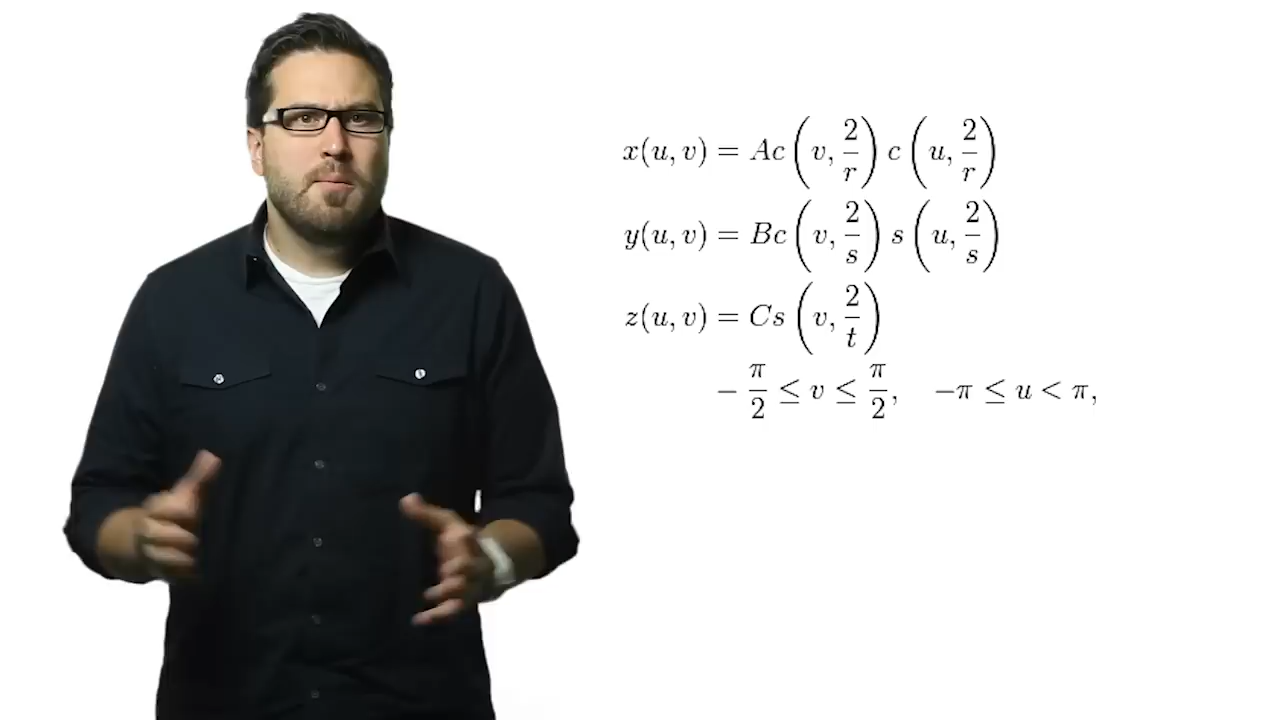 x(u, v) = Ac(v, 2/r) c(u, 2/r)
y(u, v) = Bc(v, 2/s) s(u, 2/s)
z(u, v) = Cs(v, 2/t)
-π/2 ≤ v ≤ π/2, -π ≤ u < π,